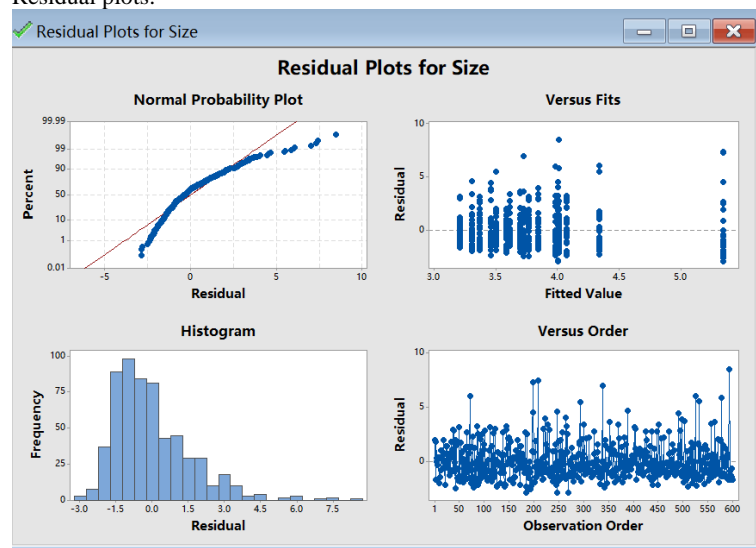 Residual plots:
Residual Plots for Size
Residual Plots for Size
Normal Probability Plot
99.99
99
90
50
10
1
0.01
Percent
-5 0 5 10
Residual
Versus Fits
10
5
0
Residual
3.0 3.5 4.0 4.5 5.0
Fitted Value
Histogram
100
75
50
25
0
Frequency
-3.0 -1.5 0.0 1.5 3.0 4.5 6.0 7.5
Residual
Versus Order
10
5
0
Residual
1 50 100 150 200 250 300 350 400 450 500 550 600
Observation Order